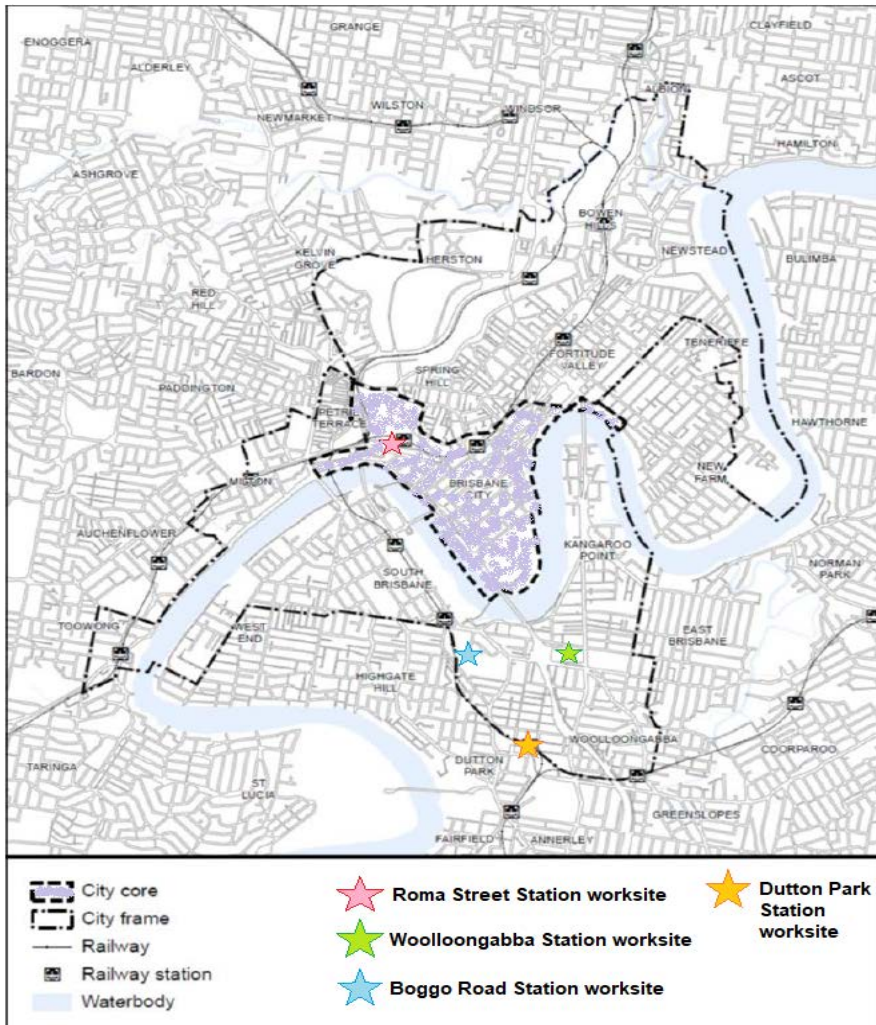 GRANGE
CLAYFIELD
ENOGGERA
ALDERLEY
ASCOT
ALBION
WILSTON
WINDSOR
NEWMARKET
HAMILTON
ASHGROVE
BOWEN
HILLS
KELVIN
GROVE
HERSTON
NEWSTEAD
BULIMBA
RED
HILL
TENERIFFE
FORTITUDE
VALLEY
SPRING
HILL
BARDON
PADDINGTON
PETRIE
TERRACE
HAWTHORNE
NEW
FARM
MILTON
BRISBANE
CITY
AUCHENFLOWER
KANGAROO
POINT
NORMAN
PARK
SOUTH
BRISBANE
TOOWONG
WEST
END
EAST
BRISBANE
HIGHGATE
HILL
WOOLLOONGABBA
COORPAROO
DUTTON
PARK
TARINGA
ST
LUCIA
GREENSLOPES
FAIRFIELD
ANNERLEY
City core
City frame
Railway
Railway station
Waterbody
Roma Street Station worksite
Woolloongabba Station worksite
Boggo Road Station worksite
Dutton Park
Station
worksite